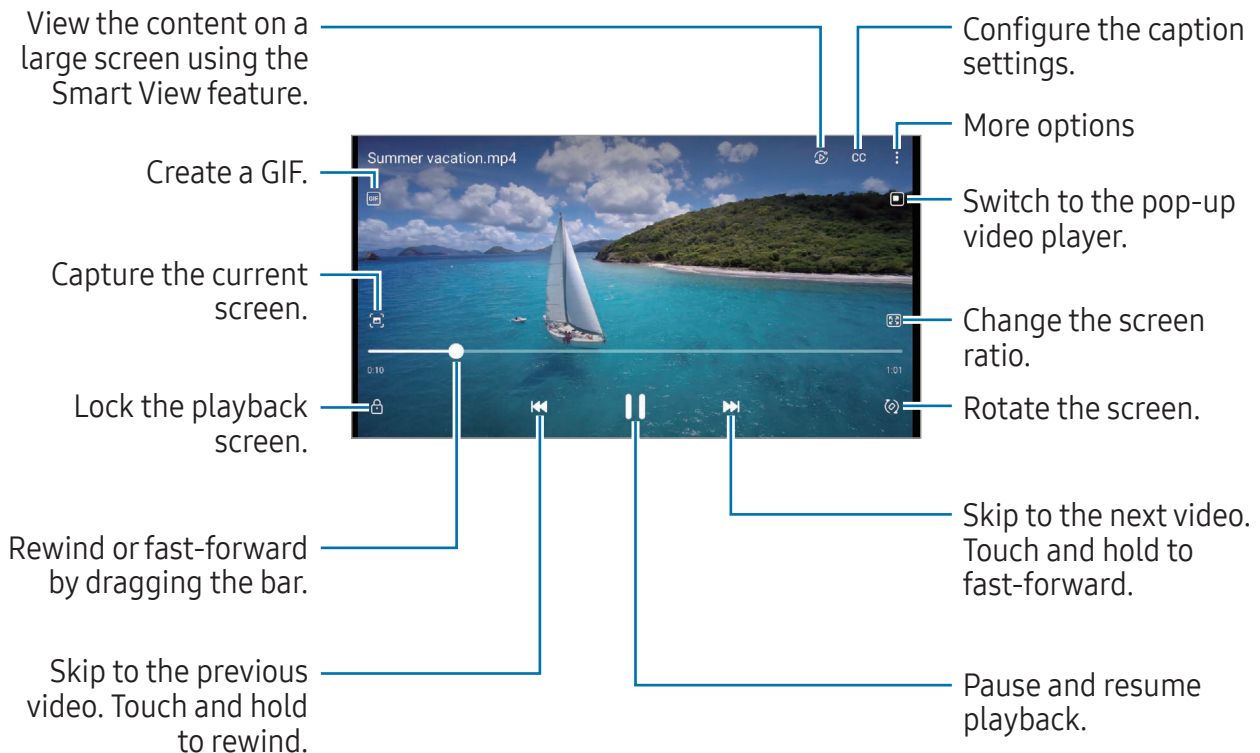 View the content on a
large screen using the
Smart View feature.
Create a GIF.
Capture the current
screen.
Lock the playback
screen.
Rewind or fast-forward
by dragging the bar.
Skip to the previous
video. Touch and hold
to rewind.
Summer vacation.mp4
CC
GIF
0:10
1:01
Configure the caption
settings.
More options
Switch to the pop-up
video player.
Change the screen
ratio.
Rotate the screen.
Skip to the next video.
Touch and hold to
fast-forward.
Pause and resume
playback.